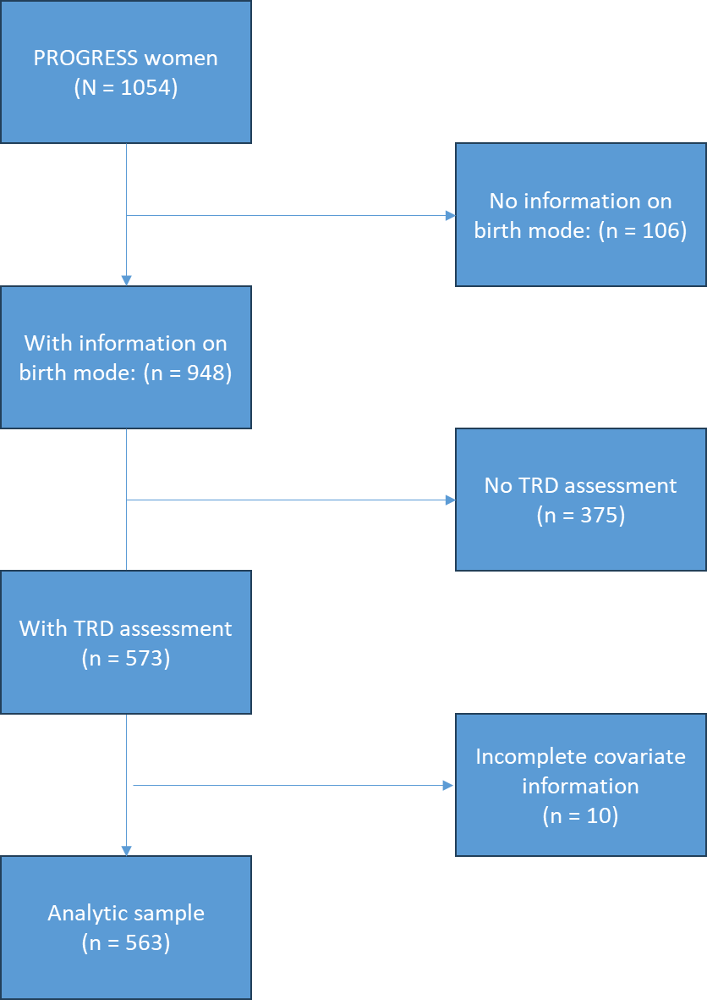 PROGRESS women
(N = 1054)
No information on
birth mode: (n = 106)
With information on
birth mode: (n = 948)
No TRD assessment
(n = 375)
With TRD assessment
(n = 573)
Incomplete covariate
information
(n = 10)
Analytic sample
(n = 563)